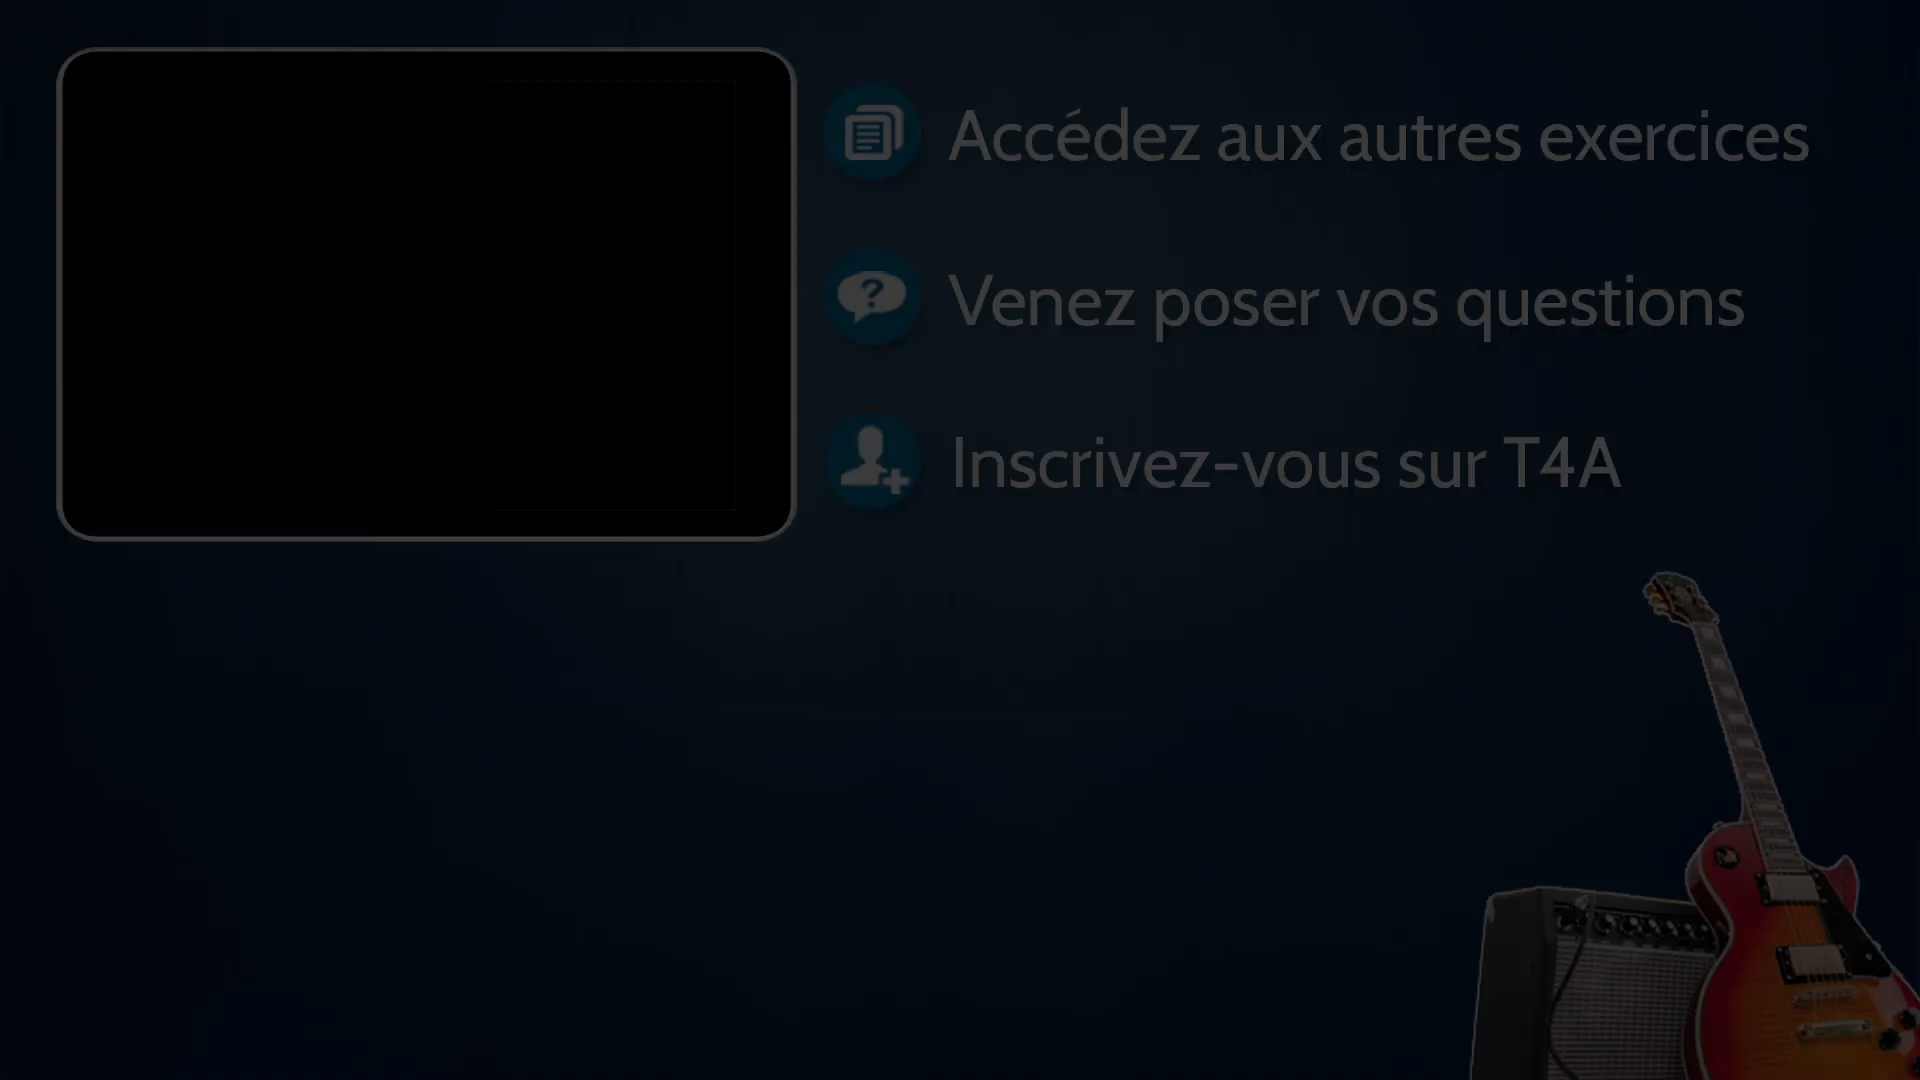 Accédez aux autres exercices
Venez poser vos questions
Inscrivez-vous sur T4A